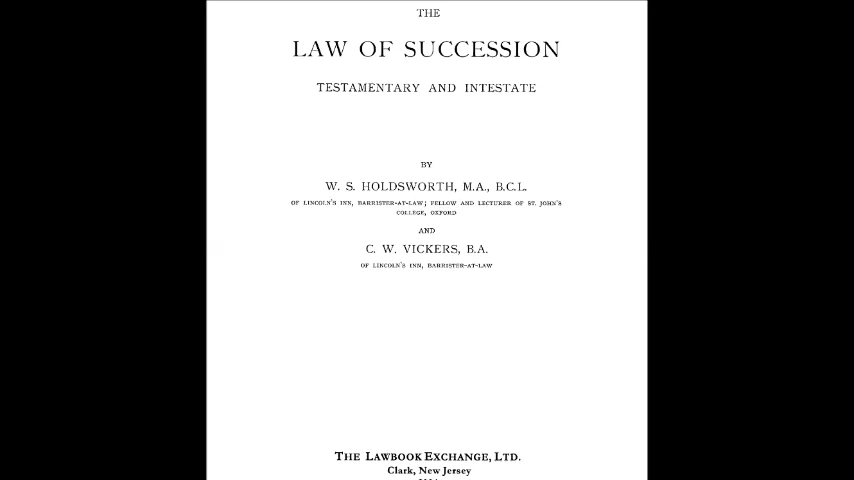 THE
LAW OF SUCCESSION
TESTAMENTARY AND INTESTATE
BY
W. S. HOLDSWORTH, M.A., B.C.L.
OF LINCOLN'S INN, BARRISTER-AT-LAW; FELLOW AND LECTURER OF ST. JOHN'S
COLLEGE, OXFORD
AND
C. W. VICKERS, B.A.
OF LINCOLN'S INN, BARRISTER-AT-LAW
THE LAWBOOK EXCHANGE, LTD.
Clark, New Jersey